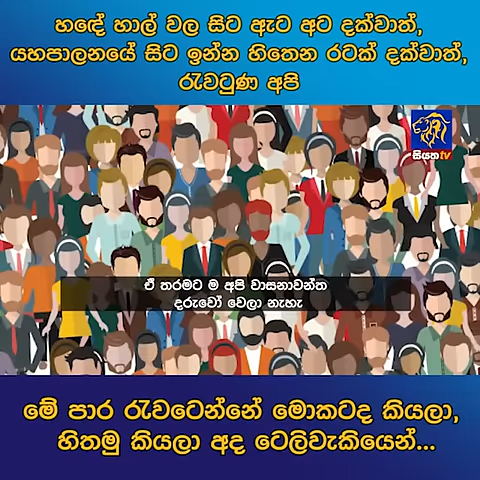 හඳේ හාල් වල සිට ඇට අට දක්වාත්,
යහපාලනයේ සිට ඉන්න හිතෙන රටක් දක්වාත්,
රැවටුණ අපි
සියත tv
ඒ තරමට ම අපි වාසනාවන්ත
දරුවෝ වෙලා නැහැ
මේ පාර රැවටෙන්නේ මොකටද කියලා,
හිතමු කියලා අද ටෙලිවැකියෙන්...